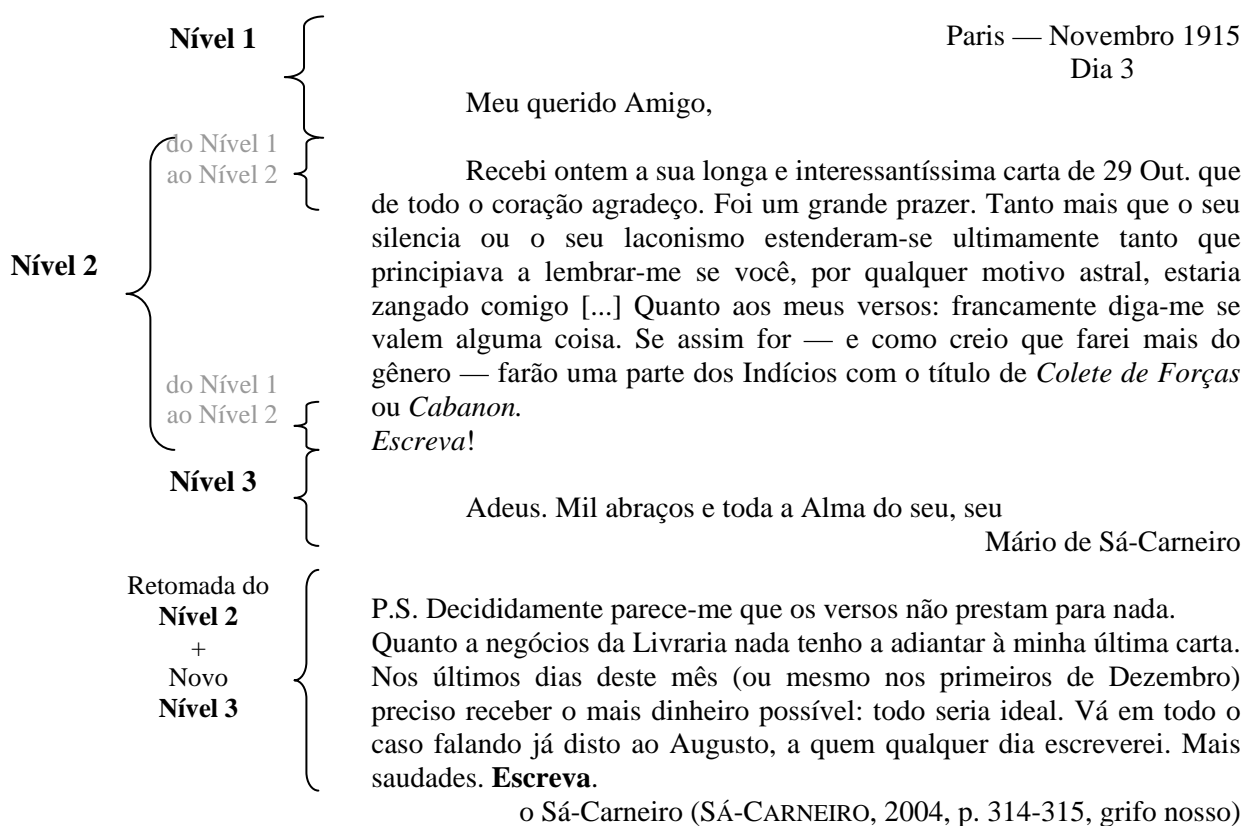 Nível 1
Paris — Novembro 1915
Dia 3
Meu querido Amigo,
do Nível 1
ao Nível 2
Recebi ontem a sua longa e interessantíssima carta de 29 Out. que
de todo o coração agradeço. Foi um grande prazer. Tanto mais que o seu
silencia ou o seu laconismo estenderam-se ultimamente tanto que
Nível 2
principiava a lembrar-me se você, por qualquer motivo astral, estaria
zangado comigo [...] Quanto aos meus versos: francamente diga-me se
valem alguma coisa. Se assim for — e como creio que farei mais do
gênero — farão uma parte dos Indícios com o título de Colete de Forças
ou Cabanon.
do Nível 1
ao Nível 2
Escreva!
Nível 3
Adeus. Mil abraços e toda a Alma do seu, seu
Mário de Sá-Carneiro
Retomada do
Nível 2
+
Novo
Nível 3
P.S. Decididamente parece-me que os versos não prestam para nada.
Quanto a negócios da Livraria nada tenho a adiantar à minha última carta.
Nos últimos dias deste mês (ou mesmo nos primeiros de Dezembro)
preciso receber o mais dinheiro possível: todo seria ideal. Vá em todo o
caso falando já disto ao Augusto, a quem qualquer dia escreverei. Mais
saudades. Escreva.
o Sá-Carneiro (SÁ-CARNEIRO, 2004, p. 314-315, grifo nosso)